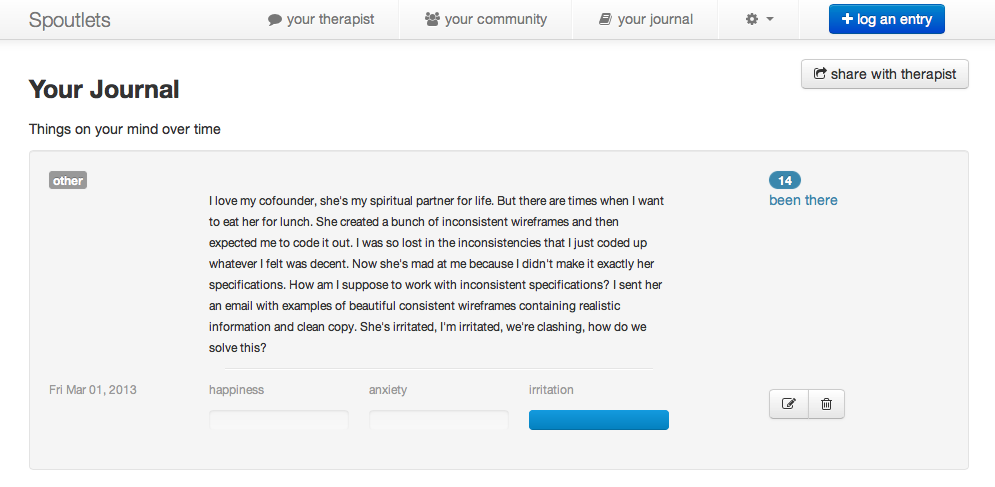 Spoutlets
your therapist
your community
your journal
log an entry
Your Journal
share with therapist
Things on your mind over time
other
14
been there
I love my cofounder, she's my spiritual partner for life. But there are times when I want
to eat her for lunch. She created a bunch of inconsistent wireframes and then
expected me to code it out. I was so lost in the inconsistencies that I just coded up
whatever I felt was decent. Now she's mad at me because I didn't make it exactly her
specifications. How am I suppose to work with inconsistent specifications? I sent her
an email with examples of beautiful consistent wireframes containing realistic
information and clean copy. She's irritated, I'm irritated, we're clashing, how do we
solve this?
Fri Mar 01, 2013
happiness
anxiety
irritation